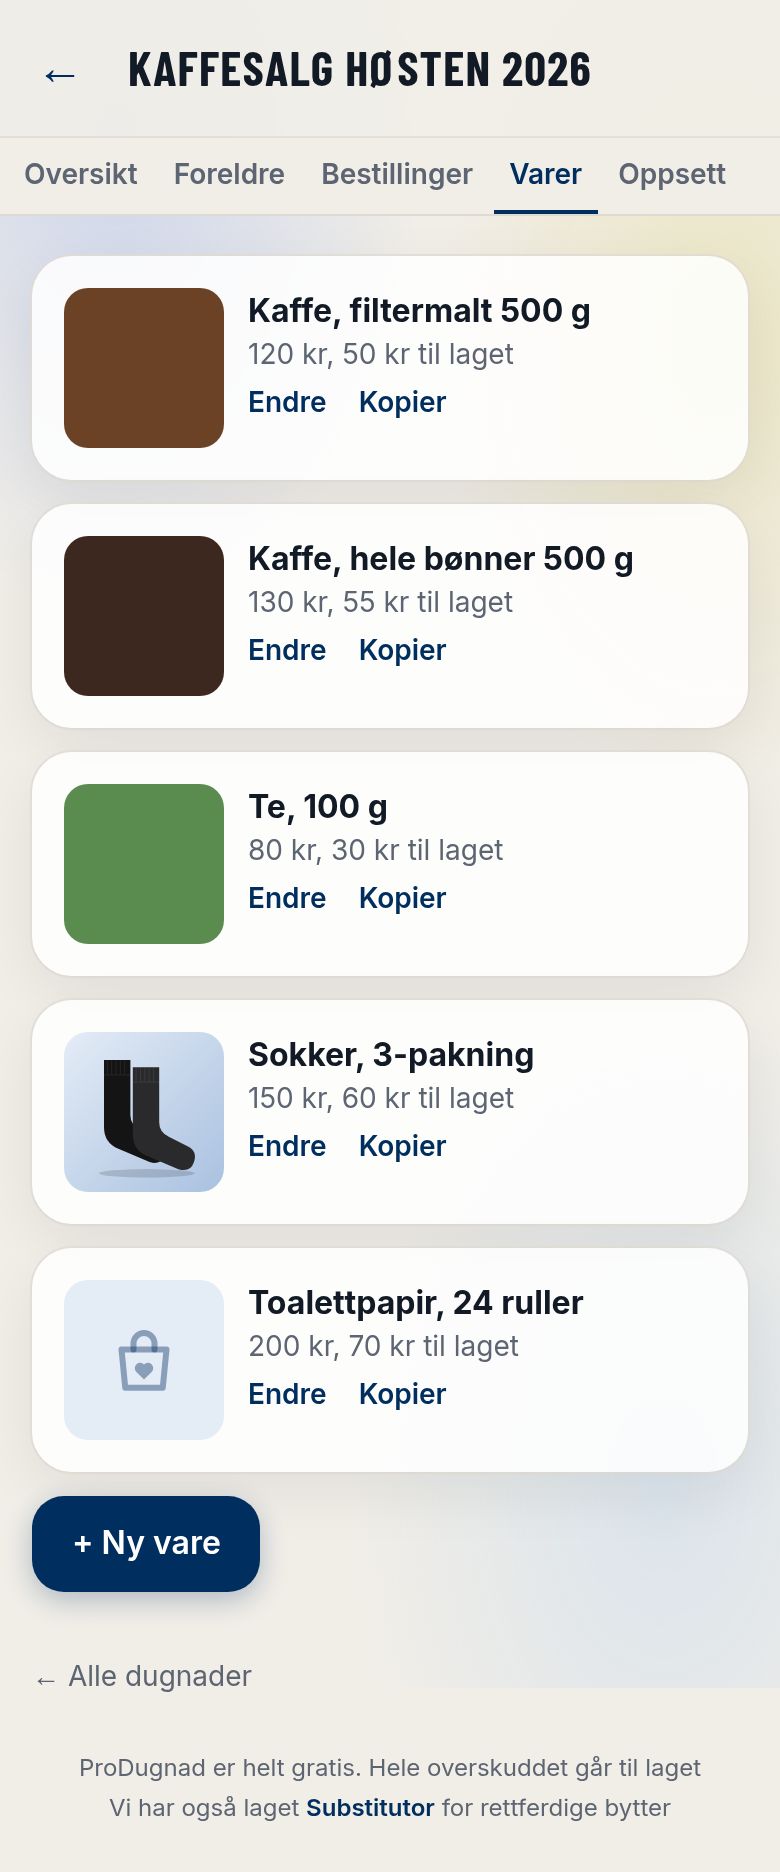 ←
KAFFESALG HØSTEN 2026
Oversikt Foreldre Bestillinger Varer Oppsett
Kaffe, filtermalt 500 g
120 kr, 50 kr til laget
Endre Kopier
Kaffe, hele bønner 500 g
130 kr, 55 kr til laget
Endre Kopier
Te, 100 g
80 kr, 30 kr til laget
Endre Kopier
Sokker, 3-pakning
150 kr, 60 kr til laget
Endre Kopier
Toalettpapir, 24 ruller
200 kr, 70 kr til laget
Endre Kopier
+ Ny vare
← Alle dugnader
ProDugnad er helt gratis. Hele overskuddet går til laget
Vi har også laget Substitutor for rettferdige bytter